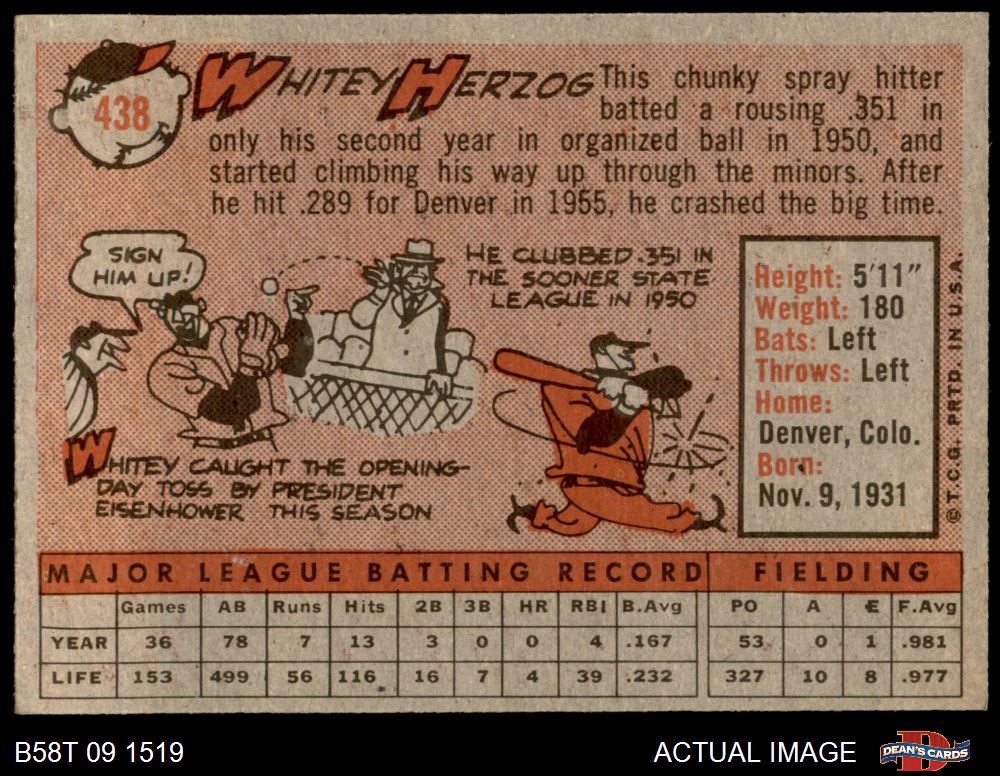 438
WHITEY HERZOG
This chunky spray hitter
batted a rousing .351 in
only his second year in organized ball in 1950, and
started climbing his way up through the minors. After
he hit .289 for Denver in 1955, he crashed the big time.
SIGN
HIM UP!
HE CLUBBED .351 IN
THE SOONER STATE
LEAGUE IN 1950
WHITEY CAUGHT THE OPENING-
DAY TOSS BY PRESIDENT
EISENHOWER THIS SEASON
Height: 5'11"
Weight: 180
Bats: Left
Throws: Left
Home:
Denver, Colo.
Born:
Nov. 9, 1931
© T.C.G. PRTD. IN U.S.A.
MAJOR LEAGUE BATTING RECORD FIELDING
Games AB Runs Hits 2B 3B HR RBI B.Avg PO A E F.Avg
YEAR 36 78 7 13 3 0 0 4 .167 53 0 1 .981
LIFE 153 499 56 116 16 7 4 39 .232 327 10 8 .977
B58T 09 1519
ACTUAL IMAGE
D
DEAN'S CARDS